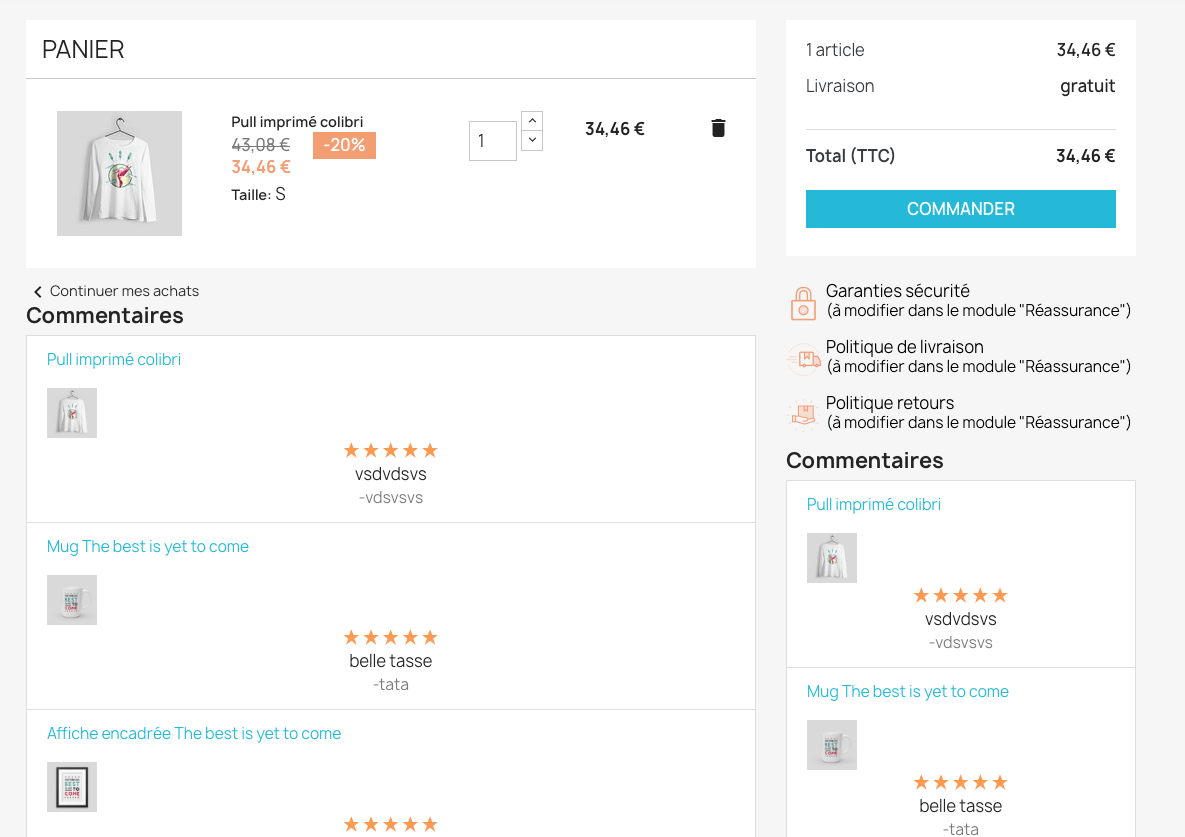 PANIER
Pull imprimé colibri
43,08 € -20%
34,46 €
Taille: S
1
34,46 €
Continuer mes achats
Commentaires
Pull imprimé colibri
★★★★★
vsdvdsvs
-vdsvsvs
Mug The best is yet to come
★★★★★
belle tasse
-tata
Affiche encadrée The best is yet to come
★★★★★
1 article 34,46 €
Livraison gratuit
Total (TTC) 34,46 €
COMMANDER
Garanties sécurité
(à modifier dans le module "Réassurance")
Politique de livraison
(à modifier dans le module "Réassurance")
Politique retours
(à modifier dans le module "Réassurance")
Commentaires
Pull imprimé colibri
★★★★★
vsdvdsvs
-vdsvsvs
Mug The best is yet to come
★★★★★
belle tasse
-tata